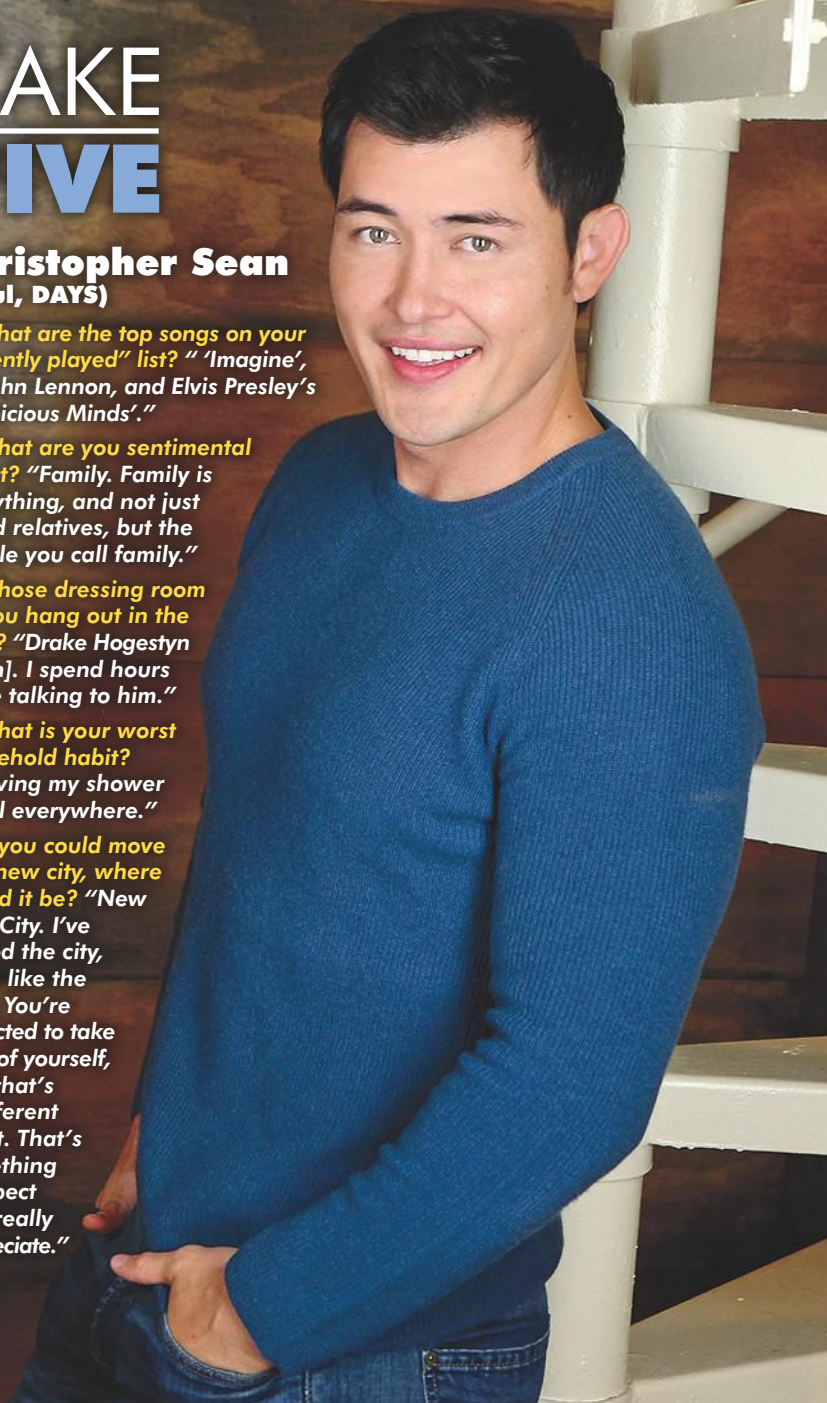 AKE
IVE
ristopher Sean
ul, DAYS)
hat are the top songs on your
ently played” list? “ ‘Imagine’,
hn Lennon, and Elvis Presley’s
icious Minds’.”
hat are you sentimental
t? “Family. Family is
ything, and not just
d relatives, but the
le you call family.”
hose dressing room
ou hang out in the
? “Drake Hogestyn
n]. I spend hours
e talking to him.”
hat is your worst
ehold habit?
ving my shower
l everywhere.”
you could move
new city, where
d it be? “New
City. I’ve
d the city,
like the
You’re
cted to take
of yourself,
that’s
ferent
t. That’s
ething
pect
really
eciate.”